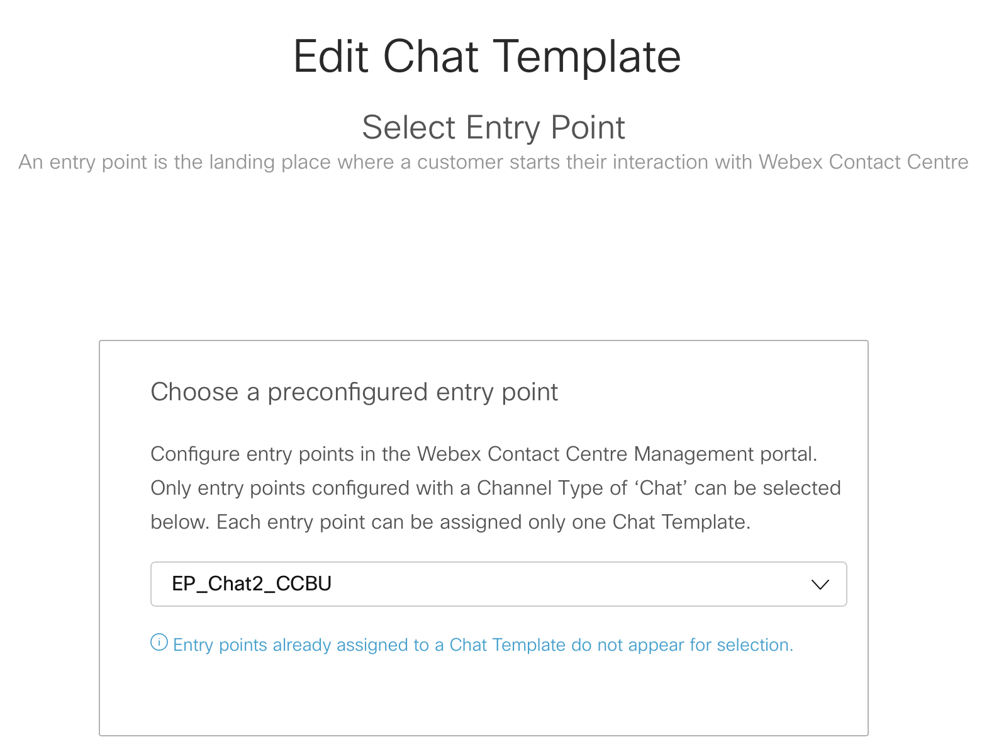 Edit Chat Template
Select Entry Point
An entry point is the landing place where a customer starts their interaction with Webex Contact Centre
Choose a preconfigured entry point
Configure entry points in the Webex Contact Centre Management portal.
Only entry points configured with a Channel Type of ‘Chat’ can be selected
below. Each entry point can be assigned only one Chat Template.
EP_Chat2_CCBU
Entry points already assigned to a Chat Template do not appear for selection.